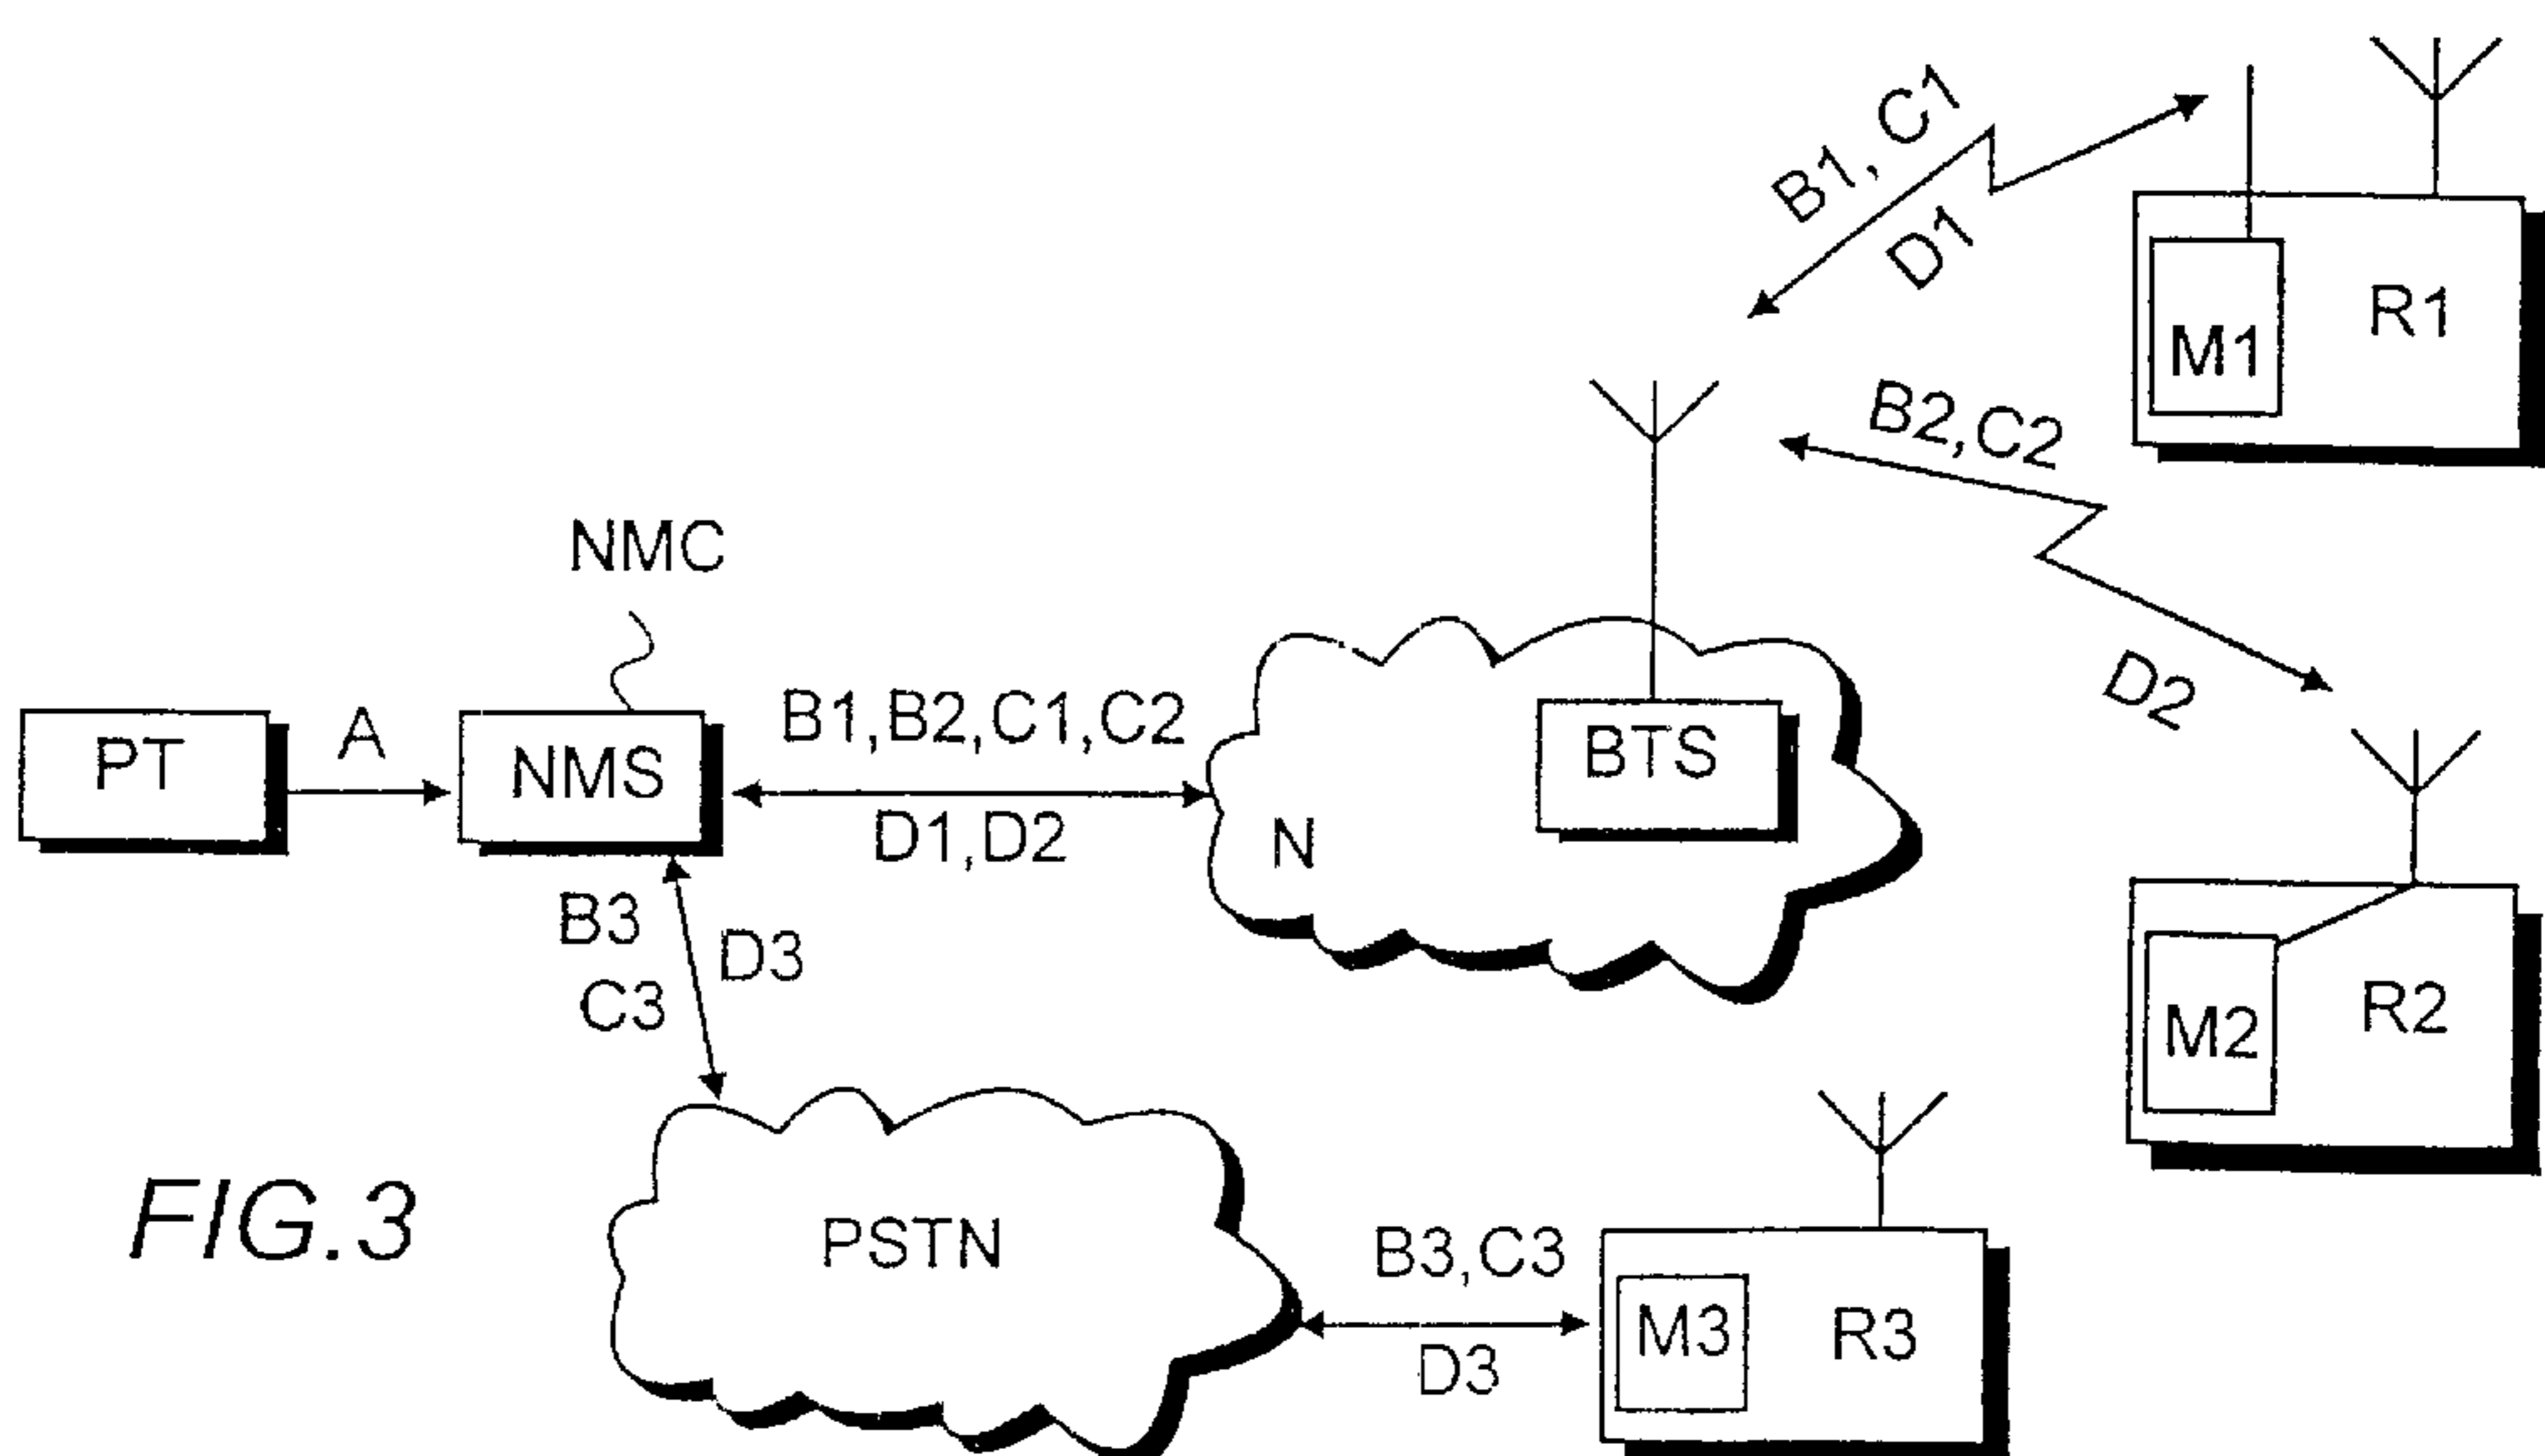 B1, C1
D1
R1
M1
B2,C2
D2
NMC
PT
A
NMS
B1,B2,C1,C2
D1,D2
N
BTS
B3
C3
D3
M2
R2
FIG.3
PSTN
B3,C3
D3
M3
R3